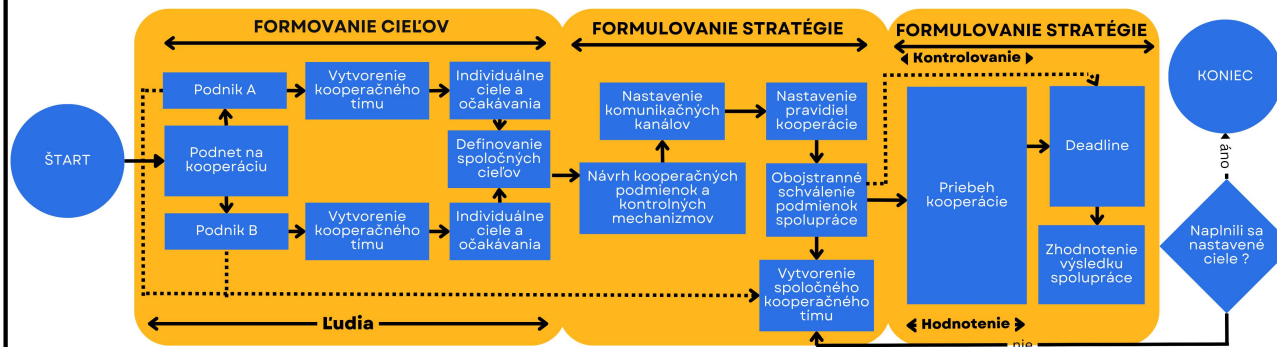 FORMOVANIE CIEĽOV
FORMULOVANIE STRATÉGIE
FORMULOVANIE STRATÉGIE
Kontrolovanie
ŠTART
Podnik A
Vytvorenie
kooperačného
tímu
Individuálne
ciele a
očakávania
Podnet na
kooperáciu
Definovanie
spoločných
cieľov
Podnik B
Vytvorenie
kooperačného
tímu
Individuálne
ciele a
očakávania
Ľudia
Nastavenie
komunikačných
kanálov
Nastavenie
pravidiel
kooperácie
Návrh kooperačných
podmienok a
kontrolných
mechanizmov
Obojstranné
schválenie
podmienok
spolupráce
Vytvorenie
spoločného
kooperačného
tímu
Priebeh
kooperácie
Deadline
Zhodnotenie
výsledku
spolupráce
Hodnotenie
KONIEC
áno
Naplnili sa
nastavené
ciele ?
nie